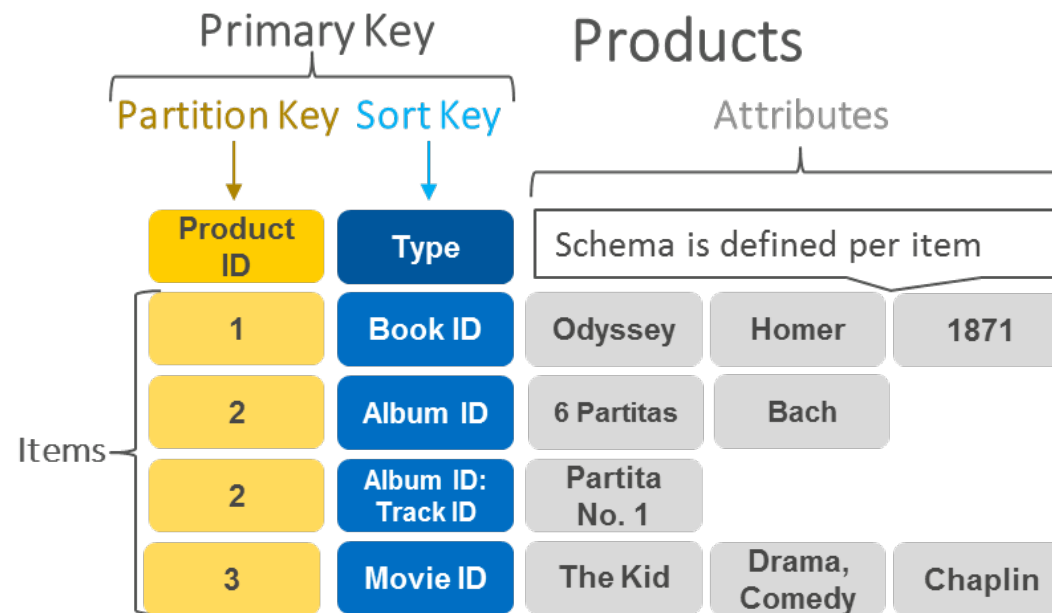 Primary Key
Products
Partition Key
Sort Key
Attributes
Product
ID
Type
Schema is defined per item
1
Book ID
Odyssey
Homer
1871
2
Album ID
6 Partitas
Bach
Items
2
Album ID:
Track ID
Partita
No. 1
3
Movie ID
The Kid
Drama,
Comedy
Chaplin